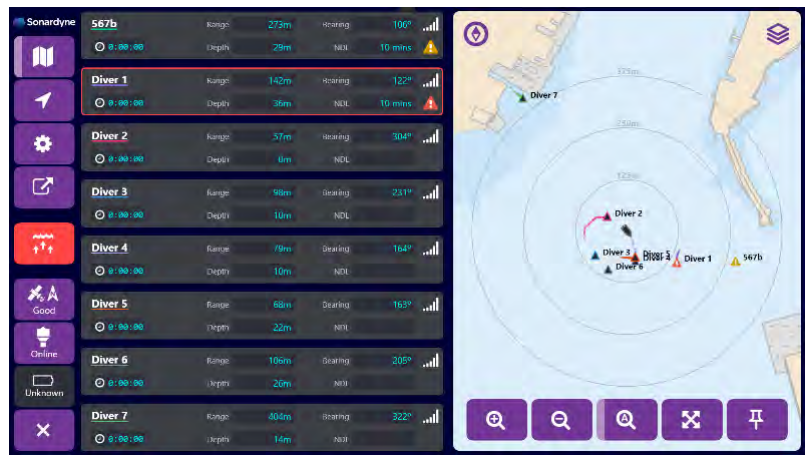 Sonardyne
567b Range 273m Bearing 106°
0:00:00 Depth 29m NDL 10 mins
Diver 1 Range 142m Bearing 122°
0:00:00 Depth 36m NDL 10 mins
Diver 2 Range 57m Bearing 304°
0:00:00 Depth 0m NDL
Diver 3 Range 98m Bearing 231°
0:00:00 Depth 10m NDL
Diver 4 Range 79m Bearing 164°
0:00:00 Depth 10m NDL
Diver 5 Range 68m Bearing 163°
0:00:00 Depth 22m NDL
Diver 6 Range 106m Bearing 205°
0:00:00 Depth 26m NDL
Diver 7 Range 404m Bearing 322°
0:00:00 Depth 14m NDL
Good
Online
Unknown
Diver 7
Diver 2
Diver 3
Diver 1
567b
Diver 6
A